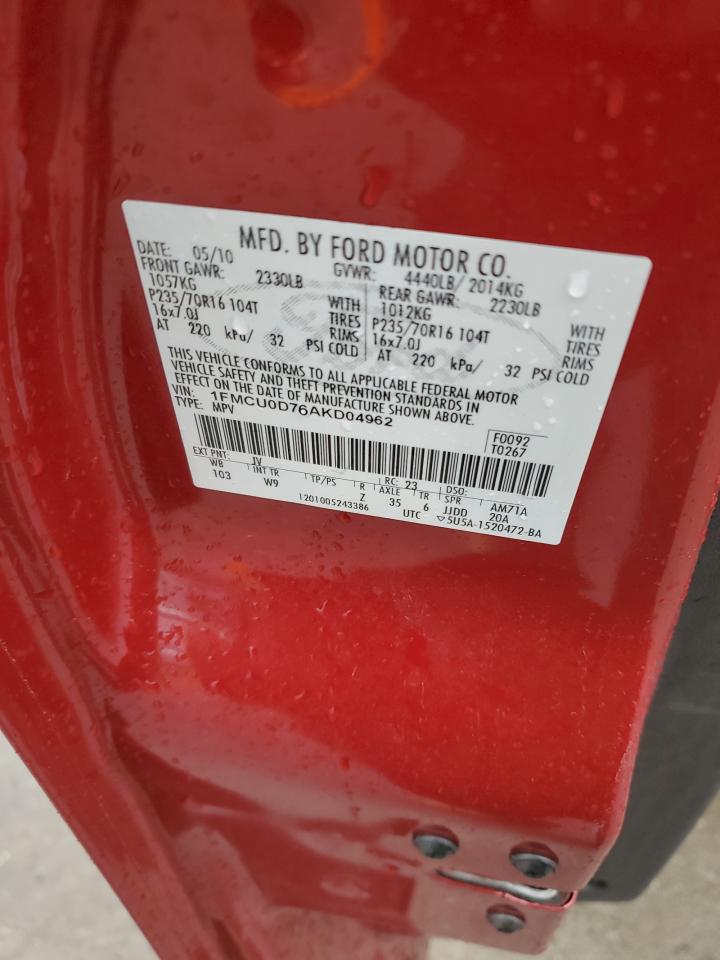 MFD. BY FORD MOTOR CO.
DATE: 05/10 GVWR: 4440LB/ 2014KG
FRONT GAWR: 2330LB REAR GAWR: 2230LB
1057KG WITH 1012KG WITH
P235/70R16 104T TIRES P235/70R16 104T TIRES
16x7.0J RIMS 16x7.0J RIMS
AT 220 kPa/ 32 PSI COLD AT 220 kPa/ 32 PSI COLD
THIS VEHICLE CONFORMS TO ALL APPLICABLE FEDERAL MOTOR
VEHICLE SAFETY AND THEFT PREVENTION STANDARDS IN
EFFECT ON THE DATE OF MANUFACTURE SHOWN ABOVE.
VIN: 1FMCU0D76AKD04962
TYPE: MPV F0092
T0267
EXT PNT: JV RC: 23 DSO:
WB INT TR TP/PS R AXLE TR SPR AM71A
103 W9 Z 35 6 JJDD 20A
1201005243386 UTC ▽5U5A-1520472-BA